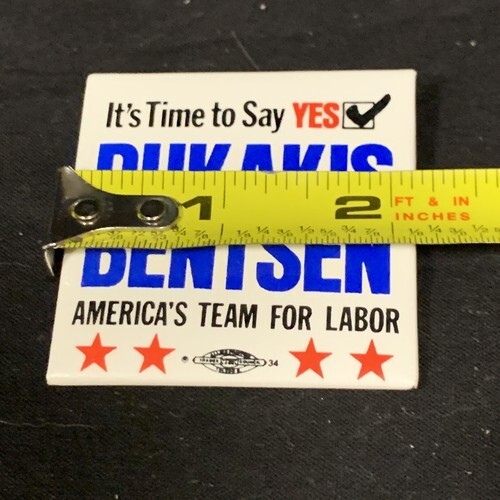 It's Time to Say YES
DUKAKIS
1 2 FT & IN
INCHES
BENTSEN
AMERICA'S TEAM FOR LABOR
34